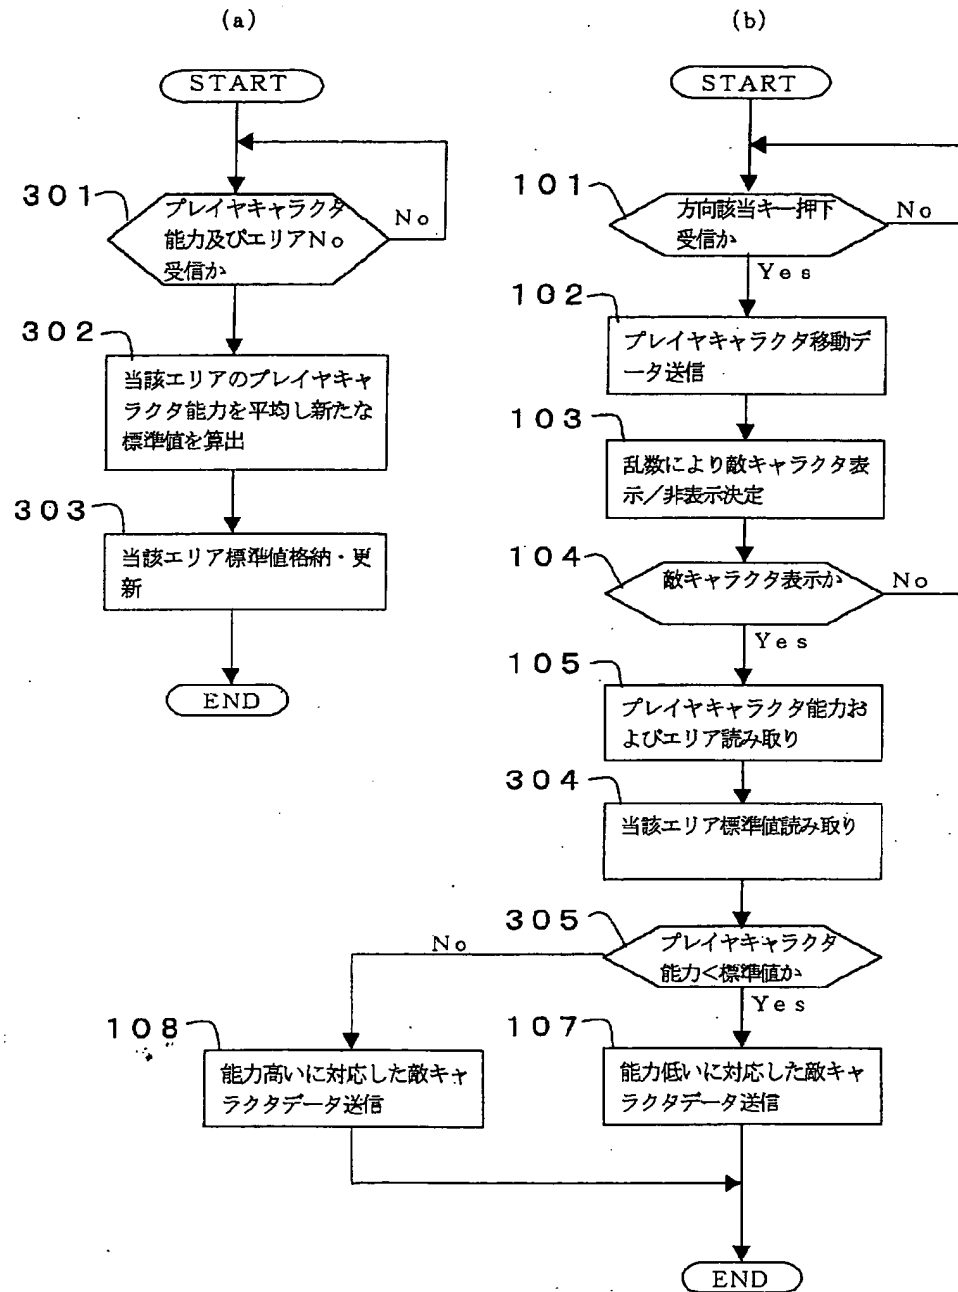 (a)
START
301
プレイヤキャラクタ
能力及びエリアNo
受信か
No
302
当該エリアのプレイヤキャ
ラクタ能力を平均し新たな
標準値を算出
303
当該エリア標準値格納・更
新
END
(b)
START
101
方向該当キー押下
受信か
No
Yes
102
プレイヤキャラクタ移動デ
ータ送信
103
乱数により敵キャラクタ表
示／非表示決定
104
敵キャラクタ表示か
No
Yes
105
プレイヤキャラクタ能力お
よびエリア読み取り
304
当該エリア標準値読み取り
305
プレイヤキャラクタ
能力<標準値か
No
Yes
108
能力高いに対応した敵キャ
ラクタデータ送信
107
能力低いに対応した敵キャ
ラクタデータ送信
END